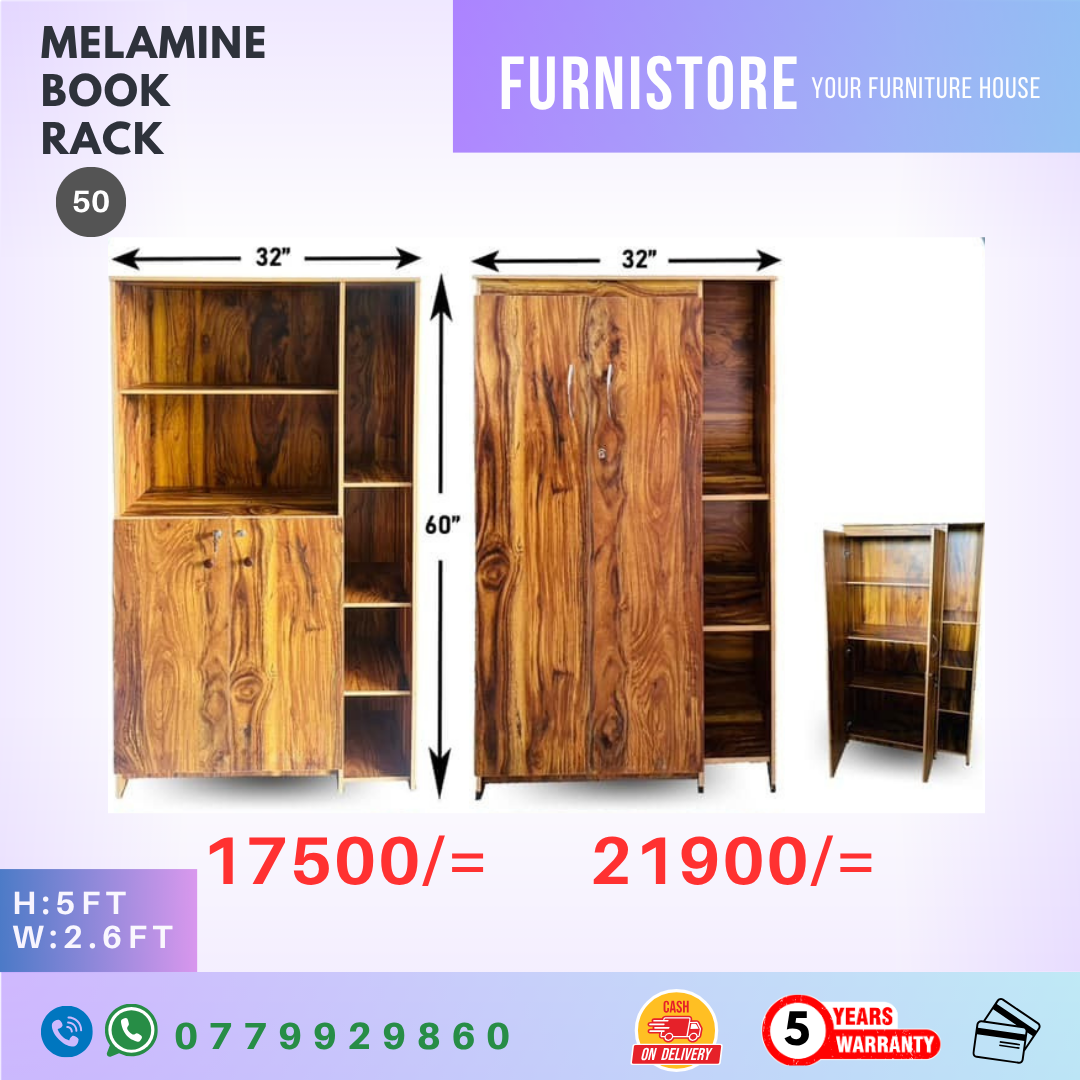 MELAMINE
BOOK
RACK
50
FURNISTORE YOUR FURNITURE HOUSE
32”
32”
60”
17500/=
21900/=
H:5FT
W:2.6FT
0779929860
CASH
ON DELIVERY
5 YEARS
WARRANTY